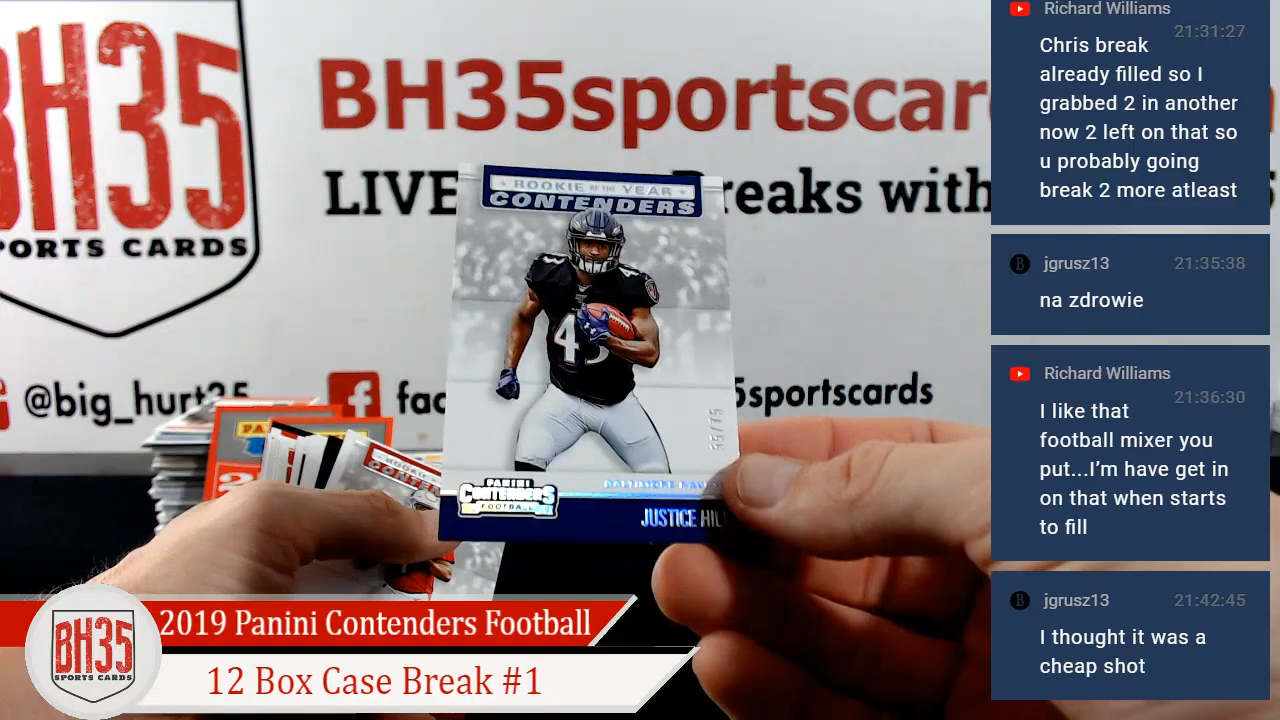 BH35
SPORTS CARDS
BH35sportscar
LIVE reaks with
@big_hurt35
f fac 5sportscards
ROOKIE OF THE YEAR
CONTENDERS
43
43
PANINI
CONTENDERS
FOOTBALL
JUSTICE HIL
BH35
SPORTS CARDS
2019 Panini Contenders Football
12 Box Case Break #1
Richard Williams
21:31:27
Chris break
already filled so I
grabbed 2 in another
now 2 left on that so
u probably going
break 2 more atleast
jgrusz13 21:35:38
na zdrowie
Richard Williams
21:36:30
I like that
football mixer you
put...I'm have get in
on that when starts
to fill
jgrusz13 21:42:45
I thought it was a
cheap shot